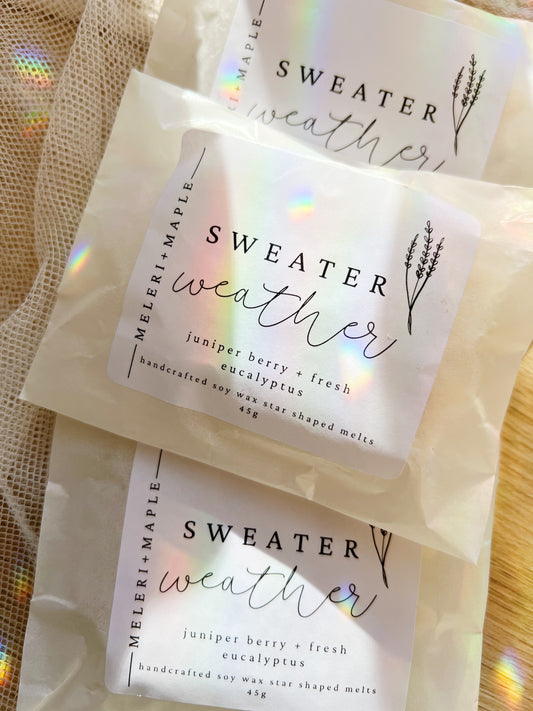 SWEATER
weather
MELERI+MAPLE
SWEATER
weather
juniper berry + fresh
eucalyptus
handcrafted soy wax star shaped melts
45g
MELERI+MAPLE
SWEATER
weather
juniper berry + fresh
eucalyptus
handcrafted soy wax star shaped melts
45g